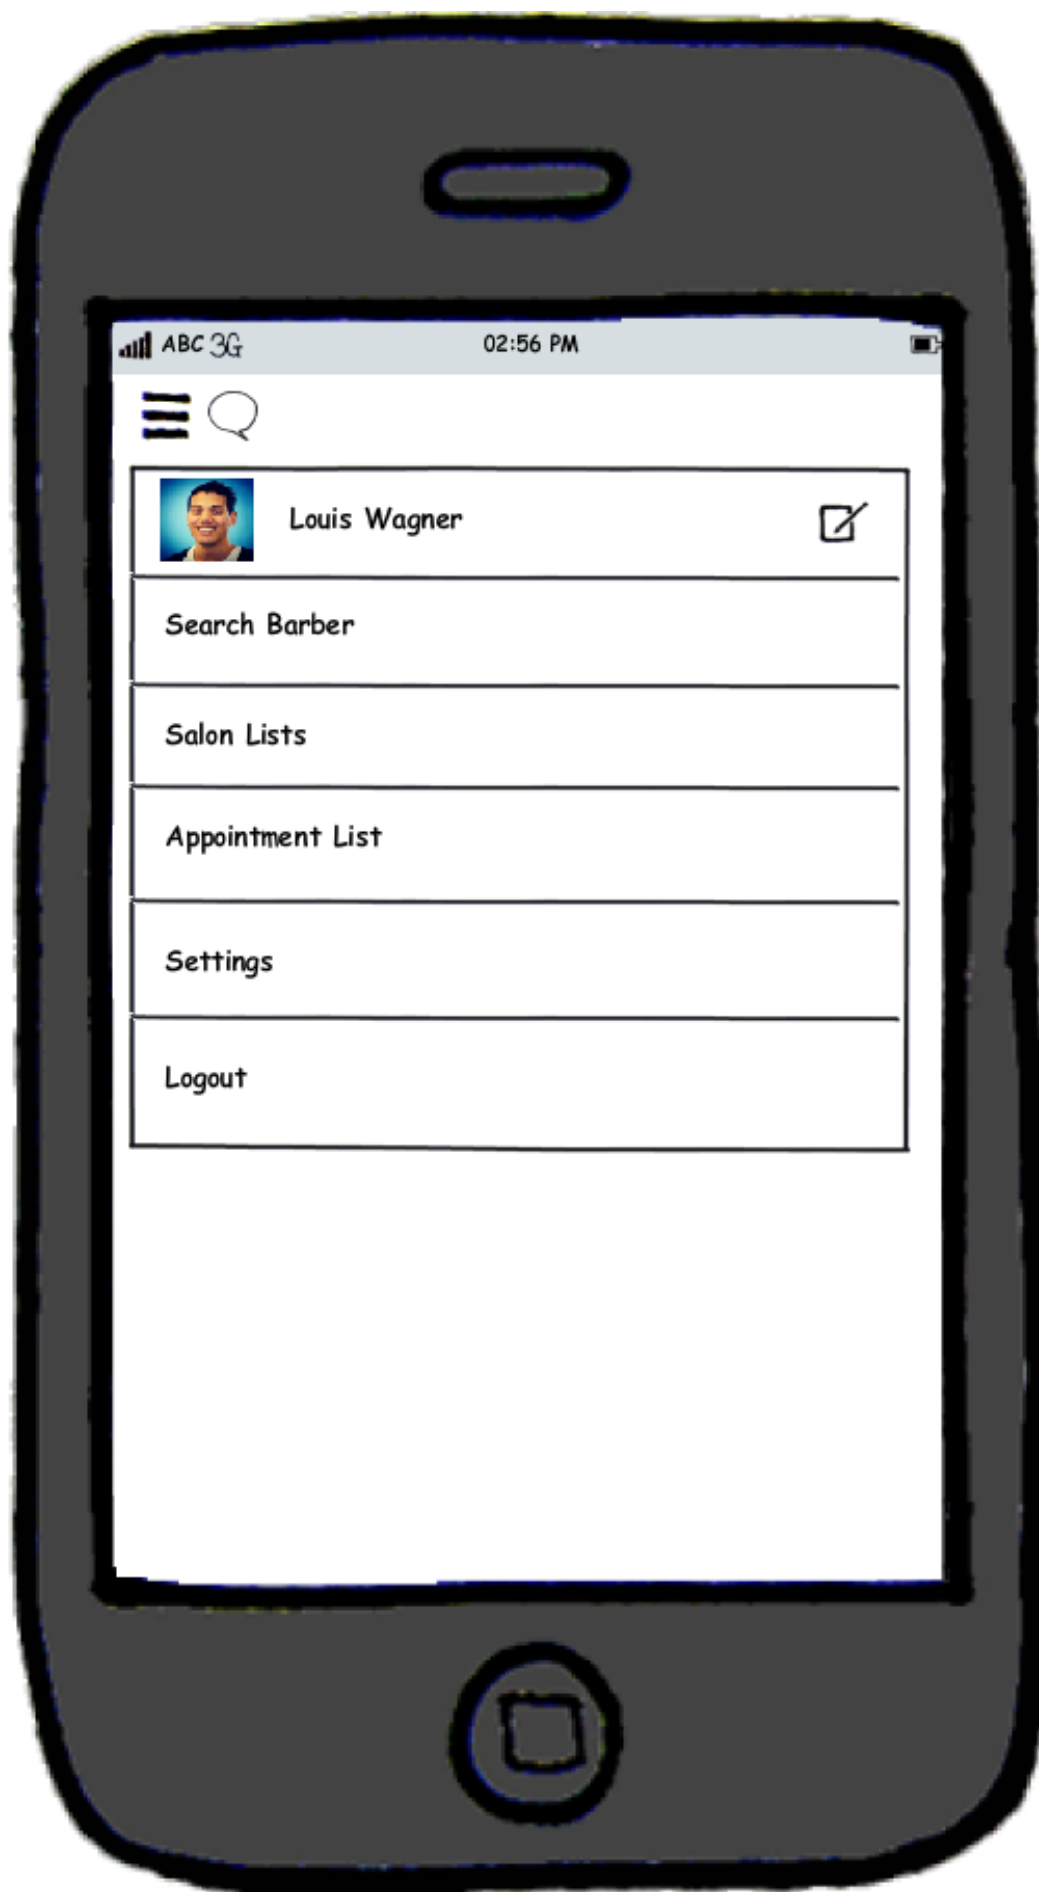 ABC 3G 02:56 PM
Louis Wagner
Search Barber
Salon Lists
Appointment List
Settings
Logout